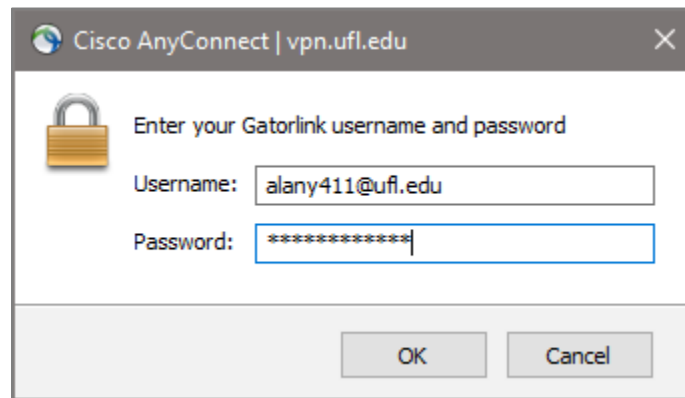 Cisco AnyConnect | vpn.ufl.edu
Enter your Gatorlink username and password
Username: alany411@ufl.edu
Password: *************
OK Cancel